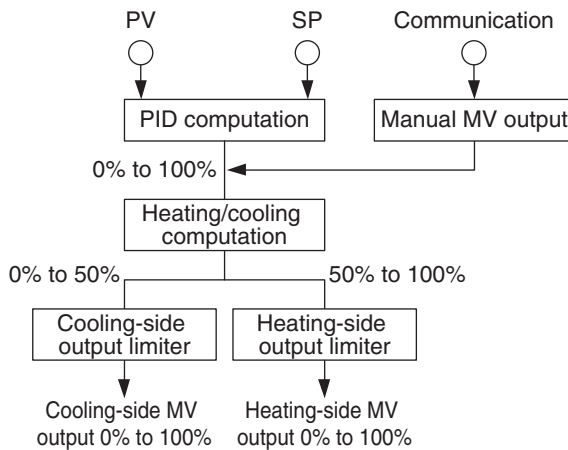 PV
SP
Communication
PID computation
Manual MV output
0% to 100%
Heating/cooling
computation
0% to 50%
50% to 100%
Cooling-side
output limiter
Heating-side
output limiter
Cooling-side MV
output 0% to 100%
Heating-side MV
output 0% to 100%